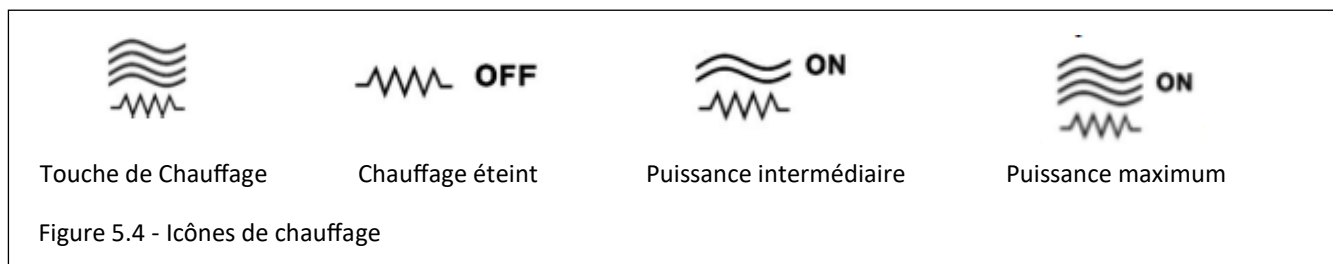 OFF ON ON
Touche de Chauffage Chauffage éteint Puissance intermédiaire Puissance maximum
Figure 5.4 - Icônes de chauffage